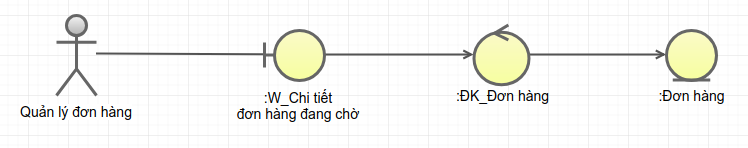 Quản lý đơn hàng
:W_Chi tiết
đơn hàng đang chờ
:ĐK_Đơn hàng
:Đơn hàng